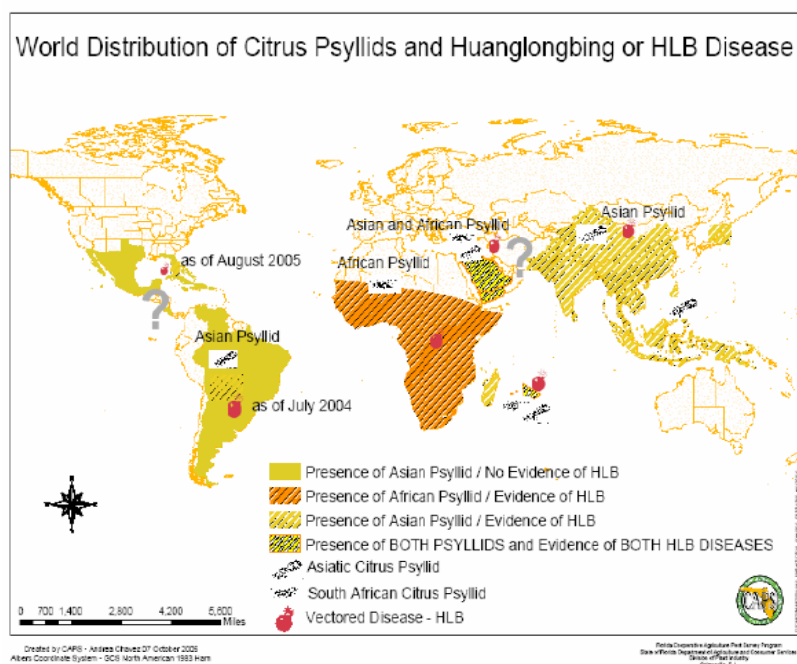 World Distribution of Citrus Psyllids and Huanglongbing or HLB Disease
Asian and African Psyllid
Asian Psyllid
?
as of August 2005
African Psyllid
?
Asian Psyllid
as of July 2004
Presence of Asian Psyllid / No Evidence of HLB
Presence of African Psyllid / Evidence of HLB
Presence of Asian Psyllid / Evidence of HLB
Presence of BOTH PSYLLIDS and Evidence of BOTH HLB DISEASES
Asiatic Citrus Psyllid
South African Citrus Psyllid
Vectored Disease - HLB
0 700 1,400 2,800 4,200 5,600
Miles
CAPS
Created by CAPS - Andrea Chavez 07 October 2005
Albers Coordinate System - GCS North American 1983 Harn
Florida Cooperative Agriculture Pest Survey Program
State of Florida Department of Agriculture and Consumer Services
Division of Plant Industry